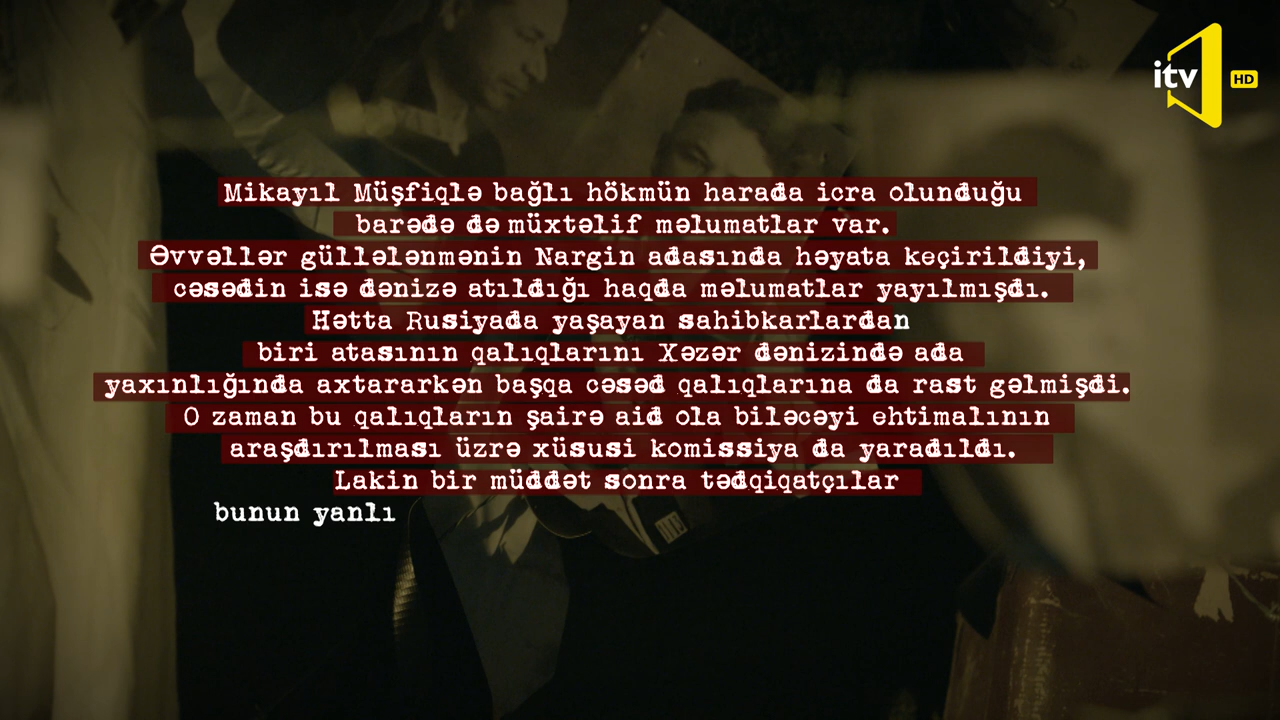 itv
HD
Mikayıl Müşfiqlə bağlı hökmün harada icra olunduğu
barədə də müxtəlif məlumatlar var.
Əvvəllər güllələnmənin Nargin adasında həyata keçirildiyi,
cəsədin isə dənizə atıldığı haqda məlumatlar yayılmışdı.
Hətta Rusiyada yaşayan sahibkarlardan
biri atasının qalıqlarını Xəzər dənizində ada
yaxınlığında axtararkən başqa cəsəd qalıqlarına da rast gəlmişdi.
O zaman bu qalıqların şairə aid ola biləcəyi ehtimalının
araşdırılması üzrə xüsusi komissiya da yaradıldı.
Lakin bir müddət sonra tədqiqatçılar
bunun yanlı